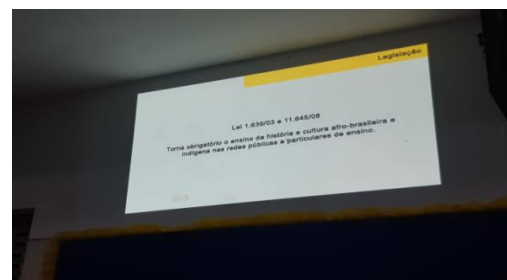 Legislação
Lei 1.639/03 e 11.645/08
Torna obrigatório o ensino da história e cultura afro-brasileira e
indígena nas redes públicas e particulares de ensino.